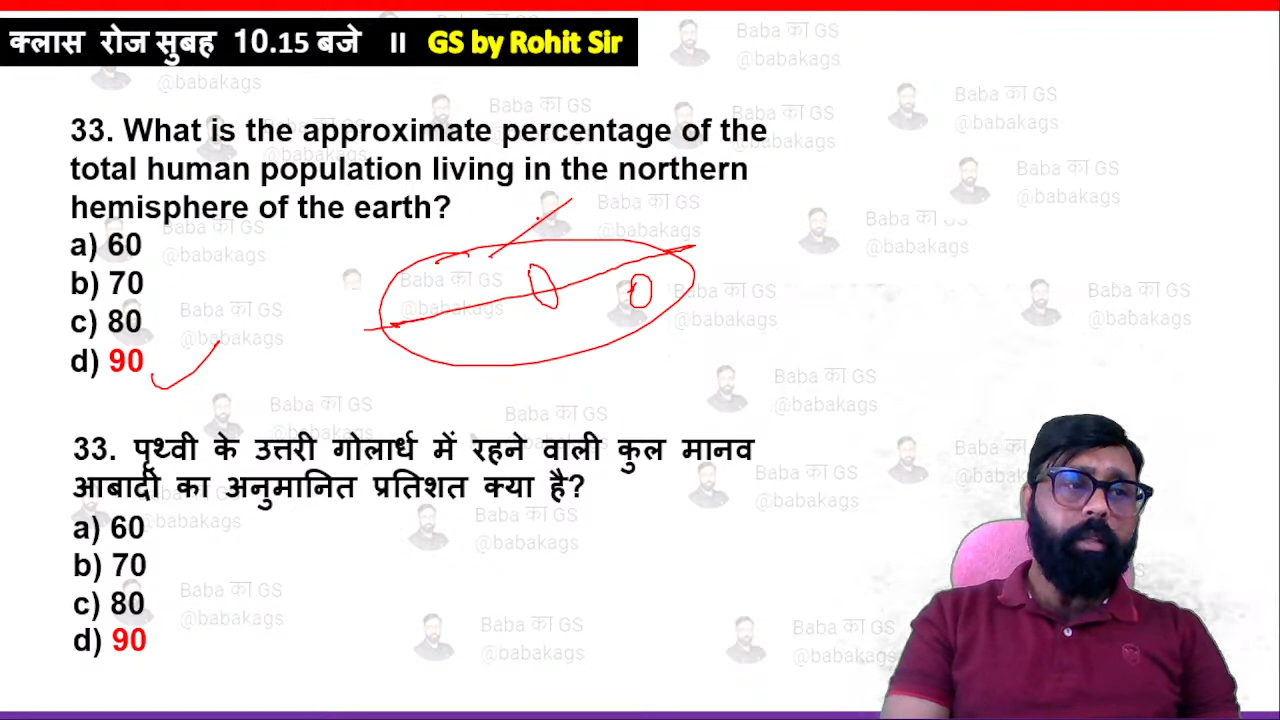 क्लास रोज सुबह 10.15 बजे II GS by Rohit Sir
33. What is the approximate percentage of the
total human population living in the northern
hemisphere of the earth?
a) 60
b) 70
c) 80
d) 90
33. पृथ्वी के उत्तरी गोलार्ध में रहने वाली कुल मानव
आबादी का अनुमानित प्रतिशत क्या है?
a) 60
b) 70
c) 80
d) 90
Baba का GS
@babakags